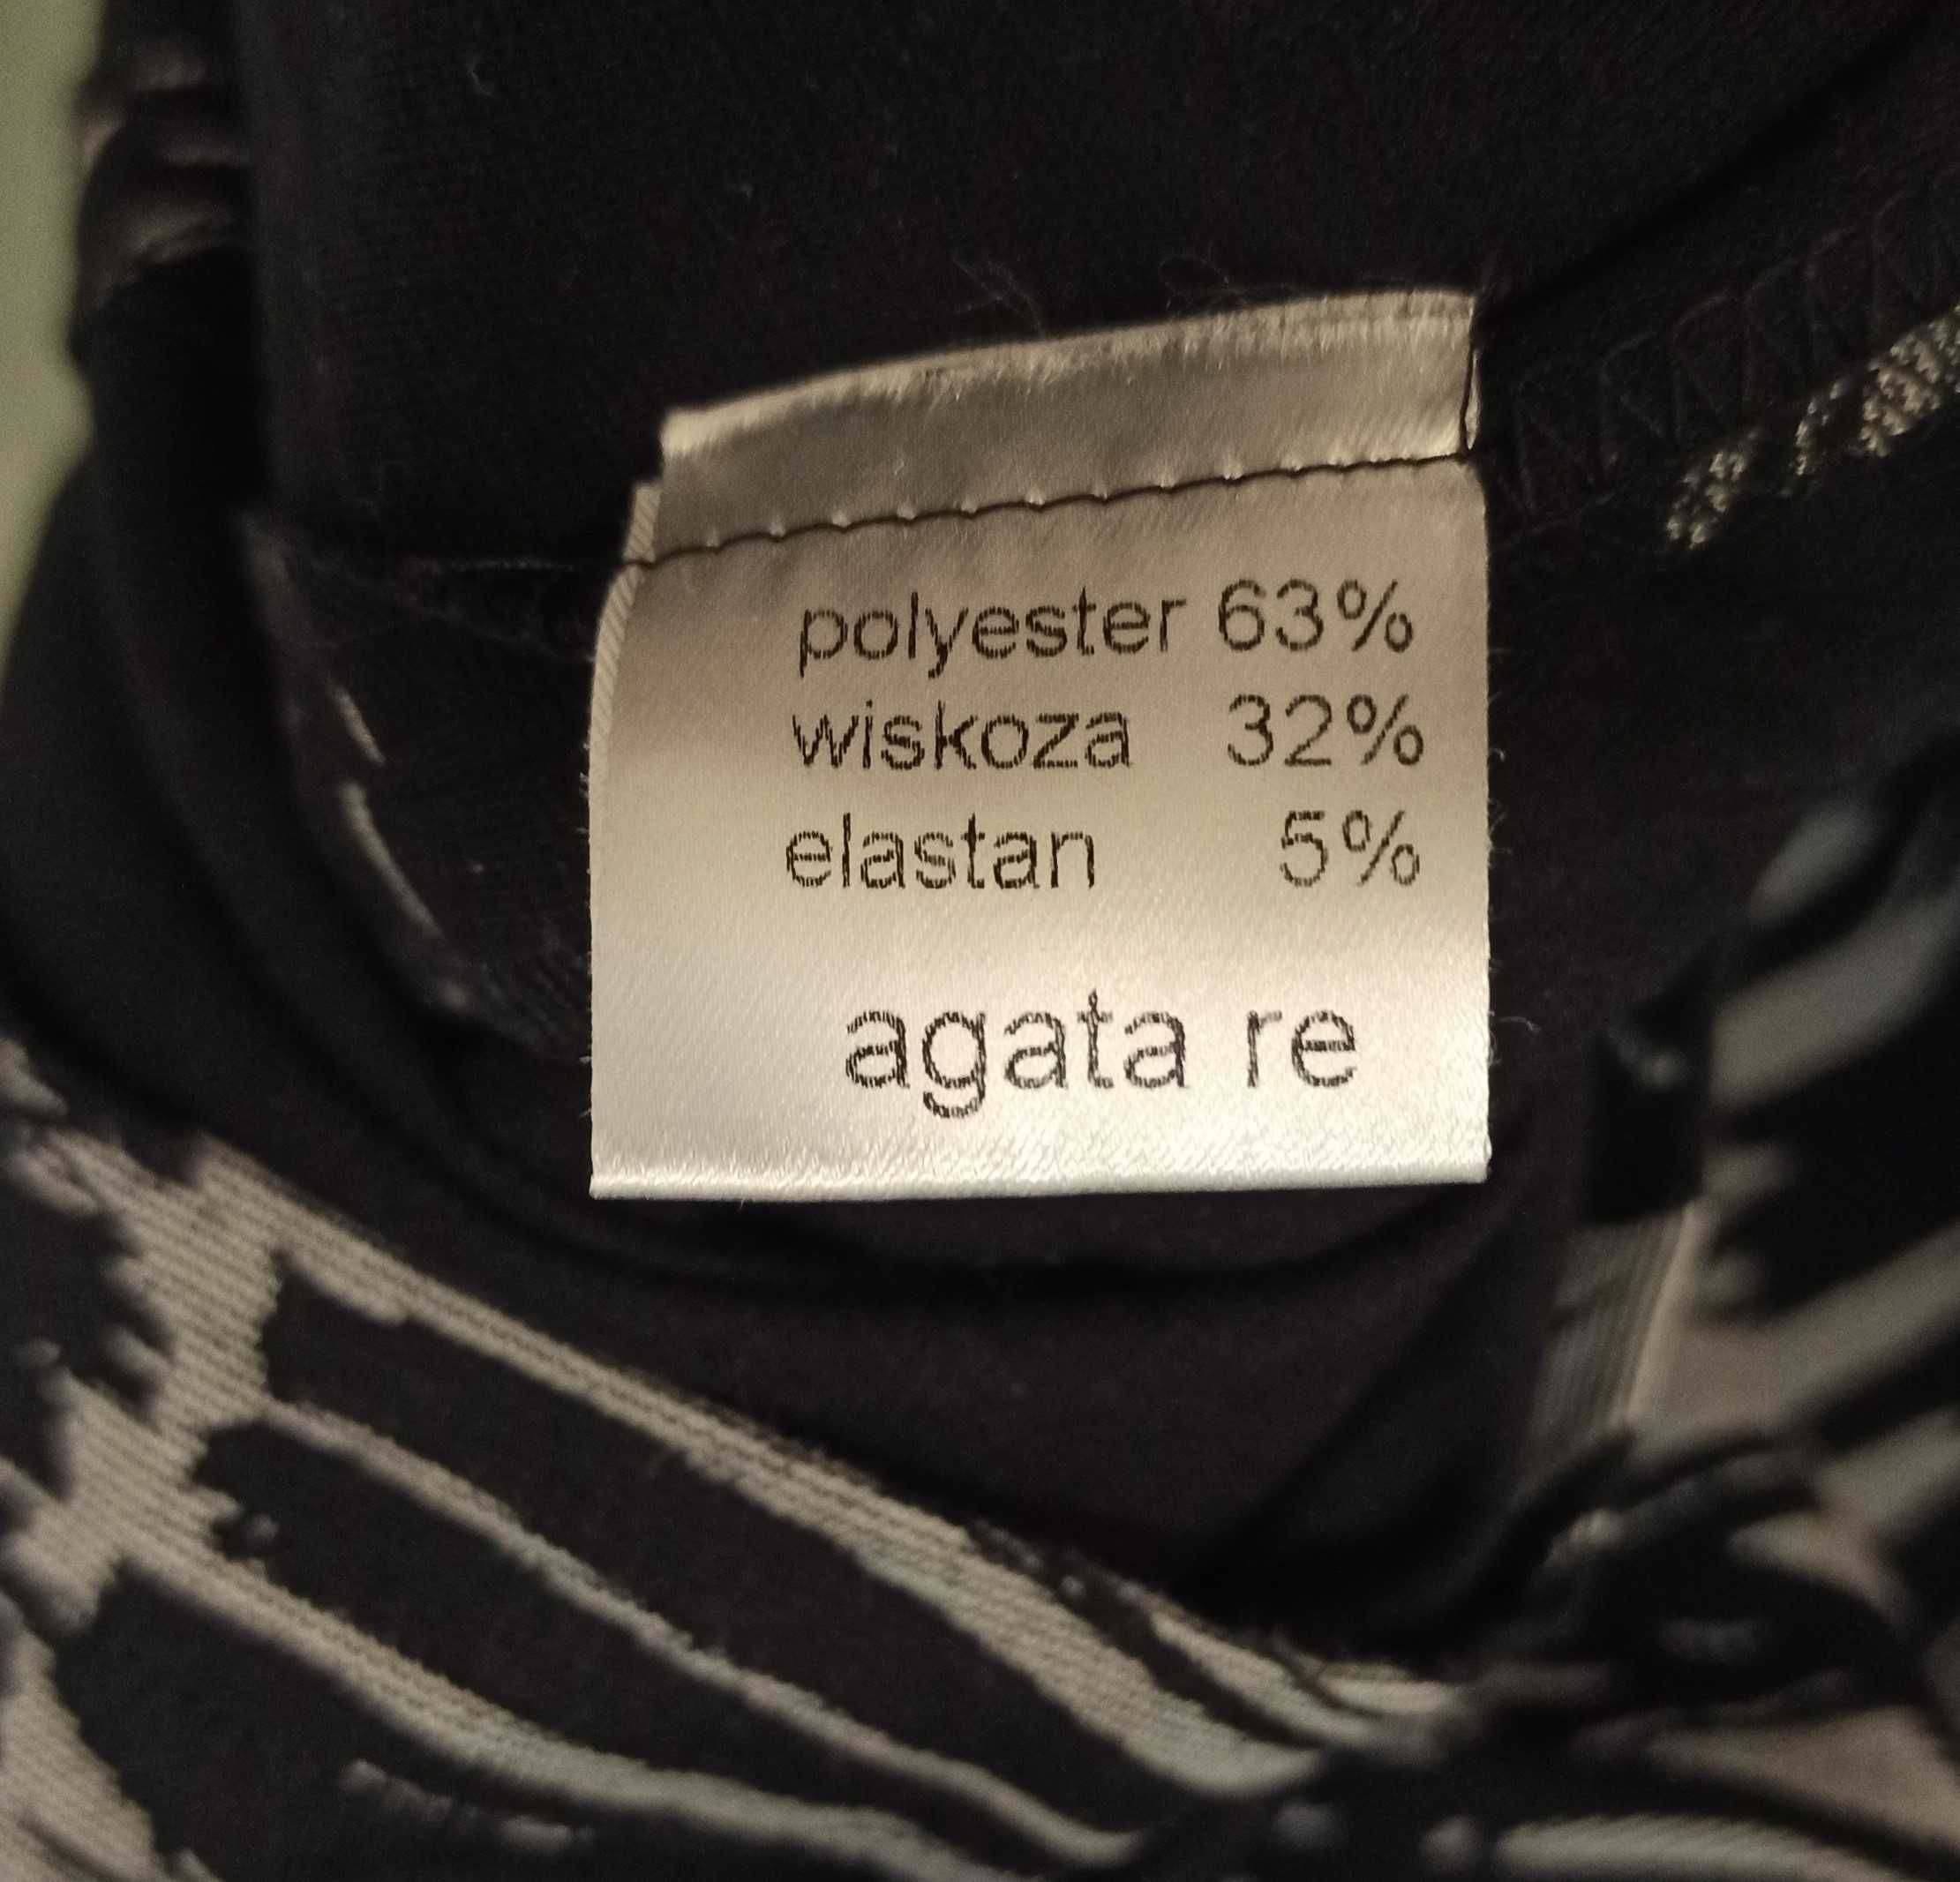 polyester 63%
wiskoza 32%
elastan 5%
agata re